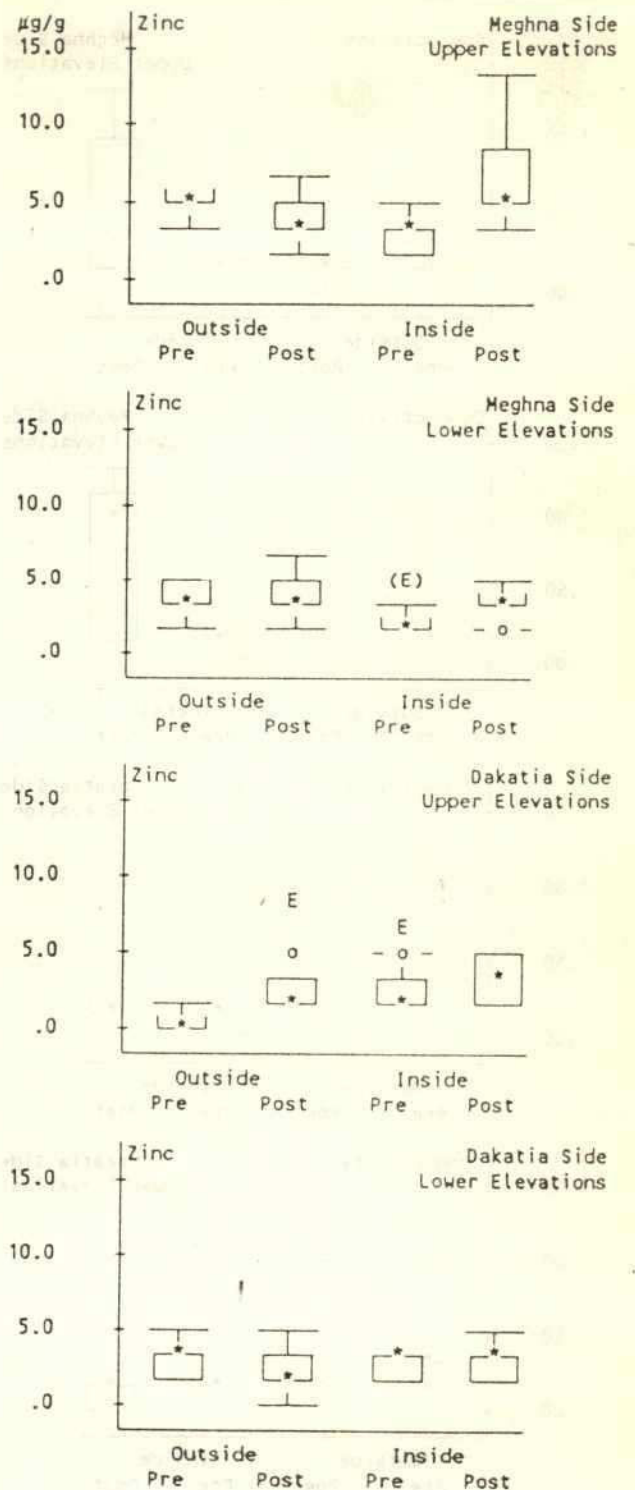 µg/g Zinc Meghna Side
15.0 Upper Elevations
10.0
5.0
.0
Outside Inside
Pre Post Pre Post
Zinc Meghna Side
15.0 Lower Elevations
10.0
5.0 (E)
.0 o
Outside Inside
Pre Post Pre Post
Zinc Dakatia Side
15.0 Upper Elevations
10.0
E
E
5.0 o o
.0
Outside Inside
Pre Post Pre Post
Zinc Dakatia Side
15.0 Lower Elevations
10.0
5.0
.0
Outside Inside
Pre Post Pre Post